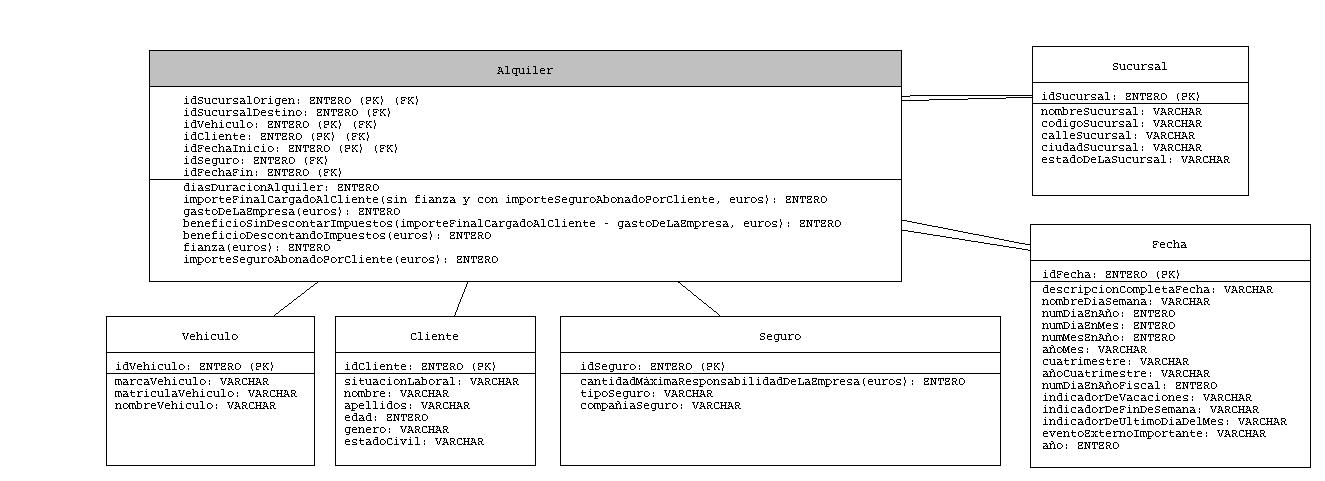 Alquiler
idSucursalOrigen: ENTERO (PK) (FK)
idSucursalDestino: ENTERO (FK)
idVehiculo: ENTERO (PK) (FK)
idCliente: ENTERO (PK) (FK)
idFechaInicio: ENTERO (PK) (FK)
idSeguro: ENTERO (FK)
idFechaFin: ENTERO (FK)
diasDuracionAlquiler: ENTERO
importeFinalCargadoAlCliente(sin fianza y con importeSeguroAbonadoPorCliente, euros): ENTERO
gastoDeLaEmpresa(euros): ENTERO
beneficioSinDescontarImpuestos(importeFinalCargadoAlCliente - gastoDeLaEmpresa, euros): ENTERO
beneficioDescontandoImpuestos(euros): ENTERO
fianza(euros): ENTERO
importeSeguroAbonadoPorCliente(euros): ENTERO
Sucursal
idSucursal: ENTERO (PK)
nombreSucursal: VARCHAR
codigoSucursal: VARCHAR
calleSucursal: VARCHAR
ciudadSucursal: VARCHAR
estadoDeLaSucursal: VARCHAR
Fecha
idFecha: ENTERO (PK)
descripcionCompletaFecha: VARCHAR
nombreDiaSemana: VARCHAR
numDiaEnAño: ENTERO
numDiaEnMes: ENTERO
numMesEnAño: ENTERO
añoMes: VARCHAR
cuatrimestre: VARCHAR
añoCuatrimestre: VARCHAR
numDiaEnAñoFiscal: ENTERO
indicadorDeVacaciones: VARCHAR
indicadorDeFinDeSemana: VARCHAR
indicadorDeUltimoDiaDelMes: VARCHAR
eventoExternoImportante: VARCHAR
año: ENTERO
Vehiculo
idVehiculo: ENTERO (PK)
marcaVehiculo: VARCHAR
matriculaVehiculo: VARCHAR
nombreVehiculo: VARCHAR
Cliente
idCliente: ENTERO (PK)
situacionLaboral: VARCHAR
nombre: VARCHAR
apellidos: VARCHAR
edad: ENTERO
genero: VARCHAR
estadoCivil: VARCHAR
Seguro
idSeguro: ENTERO (PK)
cantidadMáximaResponsabilidadDeLaEmpresa(euros): ENTERO
tipoSeguro: VARCHAR
compañiaSeguro: VARCHAR